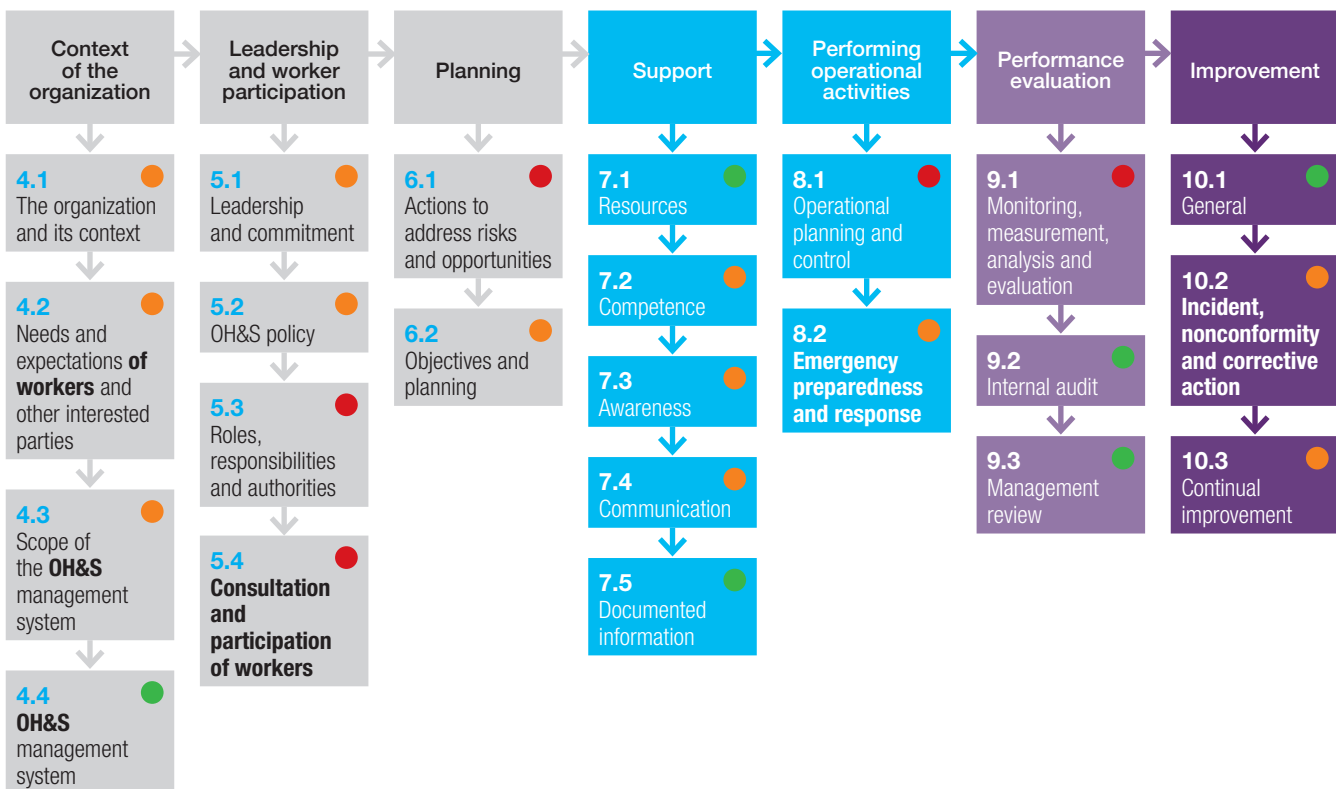 Context
of the
organization
Leadership
and worker
participation
Planning
Support
Performing
operational
activities
Performance
evaluation
Improvement
4.1
The organization
and its context
4.2
Needs and
expectations of
workers and
other interested
parties
4.3
Scope of
the OH&S
management
system
4.4
OH&S
management
system
5.1
Leadership
and commitment
5.2
OH&S policy
5.3
Roles,
responsibilities
and authorities
5.4
Consultation
and
participation
of workers
6.1
Actions to
address risks
and opportunities
6.2
Objectives and
planning
7.1
Resources
7.2
Competence
7.3
Awareness
7.4
Communication
7.5
Documented
information
8.1
Operational
planning and
control
8.2
Emergency
preparedness
and response
9.1
Monitoring,
measurement,
analysis and
evaluation
9.2
Internal audit
9.3
Management
review
10.1
General
10.2
Incident,
nonconformity
and corrective
action
10.3
Continual
improvement